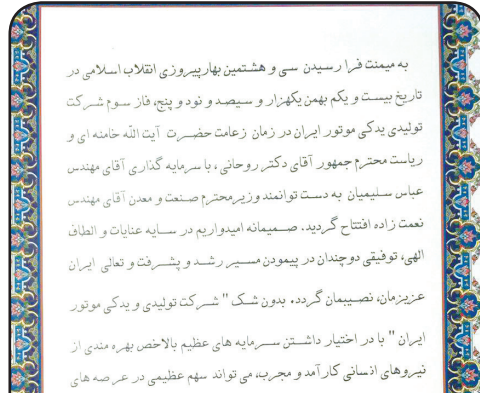 به میمنت فرا رسیدن سی و هشتمین بهار پیروزی انقلاب اسلامی در
تاریخ بیست و یکم بهمن یکهزار و سیصد و نود و پنج، فاز سوم شرکت
تولیدی یدکی موتور ایران در زمان زعامت حضرت آیت الله خامنه ای و
ریاست محترم جمهور آقای دکتر روحانی، با سرمایه گذاری آقای مهندس
عباس سلیمیان به دست توانمند وزیر محترم صنعت و معدن آقای مهندس
نعمت زاده افتتاح گردید. صمیمانه امیدواریم در سایه عنایات و الطاف
الهی، توفیقی دوچندان در پیمودن مسیر رشد و پشرفت و تعالی ایران
عزیزمان، نصیبمان گردد. بدون شک " شرکت تولیدی و یدکی موتور
ایران " با در اختیار داشتن سرمایه های عظیم بالاخص بهره مندی از
نیروهای انسانی کارآمد و مجرب، می تواند سهم عظیمی در عرصه های